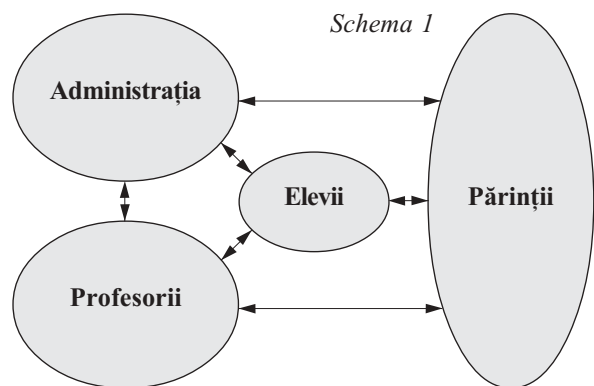 Schema 1
Administrația
Elevii
Părinții
Profesorii